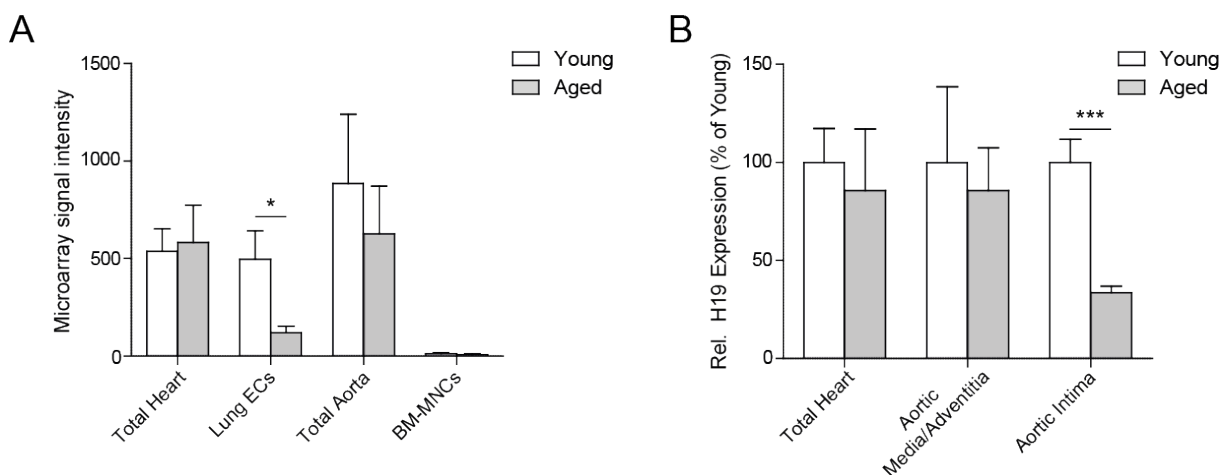 A
Microarray signal intensity
1500
1000
500
0
*
Young
Aged
Total Heart
Lung ECs
Total Aorta
BM-MNCs
B
Rel. H19 Expression (% of Young)
150
100
50
0
***
Young
Aged
Total Heart
Aortic
Media/Adventitia
Aortic Intima